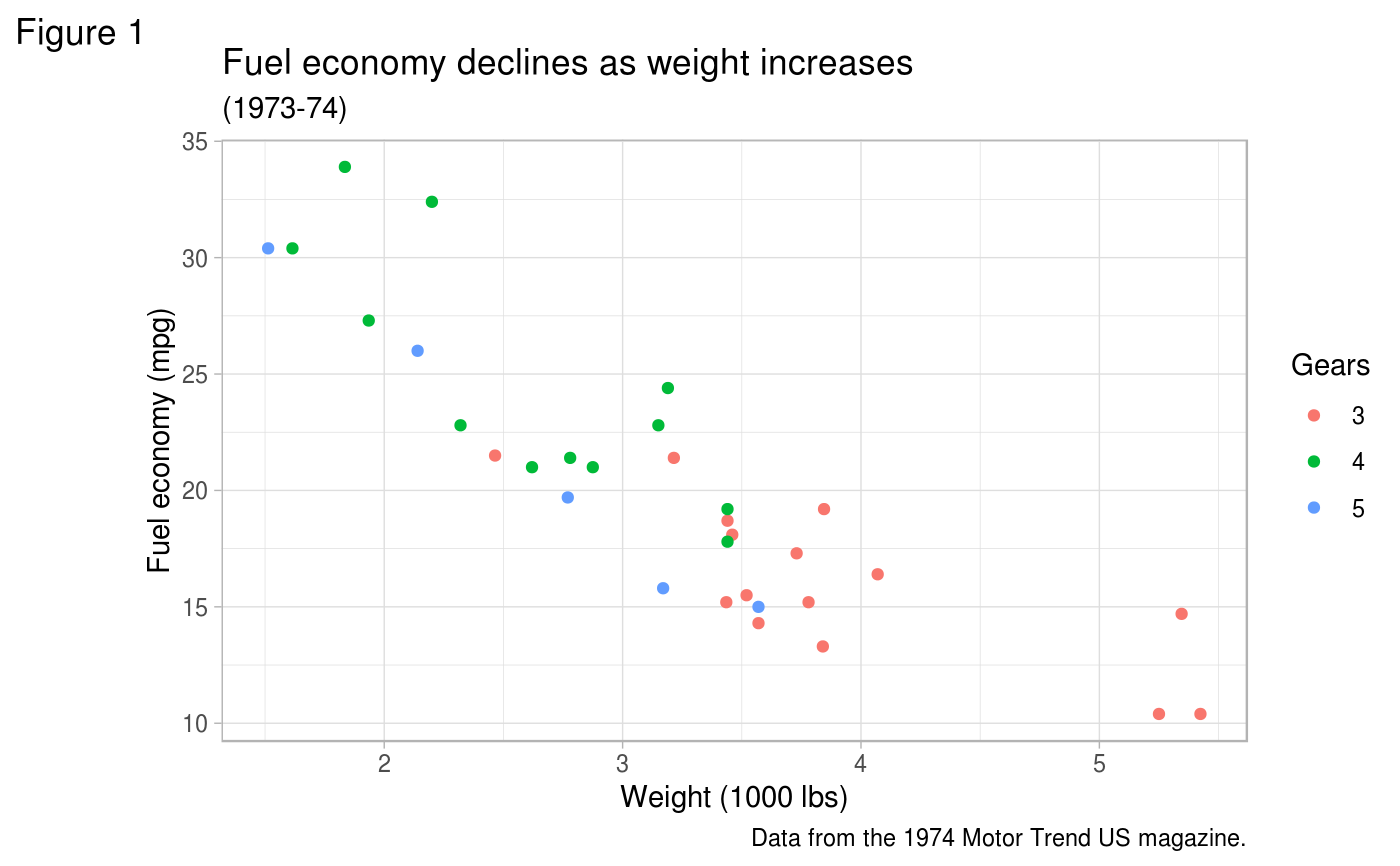 Figure 1
Fuel economy declines as weight increases
(1973-74)
35
30
25
20
15
10
Fuel economy (mpg)
2
3
4
5
Weight (1000 lbs)
Gears
3
4
5
Data from the 1974 Motor Trend US magazine.